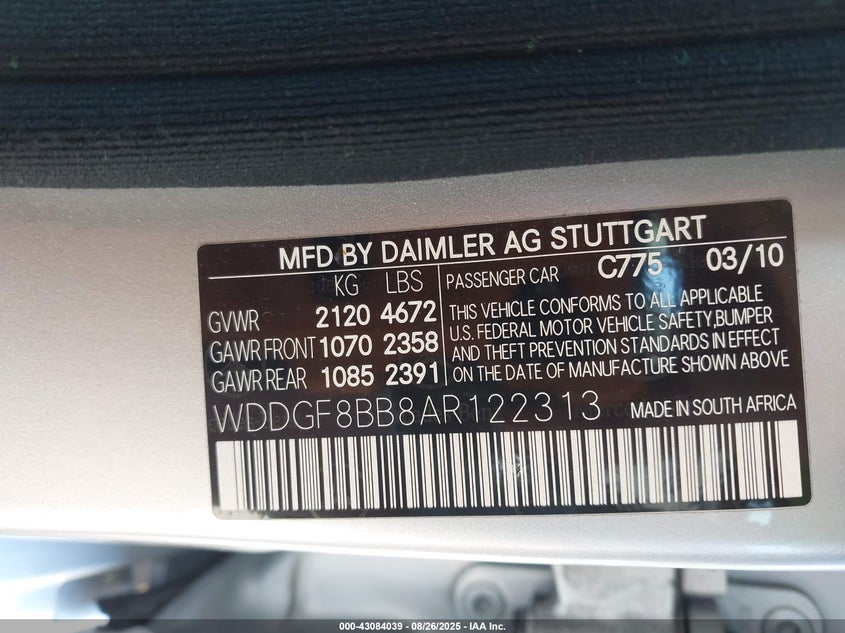 MFD BY DAIMLER AG STUTTGART
KG LBS
GVWR 2120 4672
GAWR FRONT 1070 2358
GAWR REAR 1085 2391
PASSENGER CAR C775 03/10
THIS VEHICLE CONFORMS TO ALL APPLICABLE
U.S. FEDERAL MOTOR VEHICLE SAFETY,BUMPER
AND THEFT PREVENTION STANDARDS IN EFFECT
ON THE DATE OF MANUFACTURE SHOWN ABOVE
WDDGF8BB8AR122313 MADE IN SOUTH AFRICA
000-43084039 - 08/26/2025 - IAA Inc.